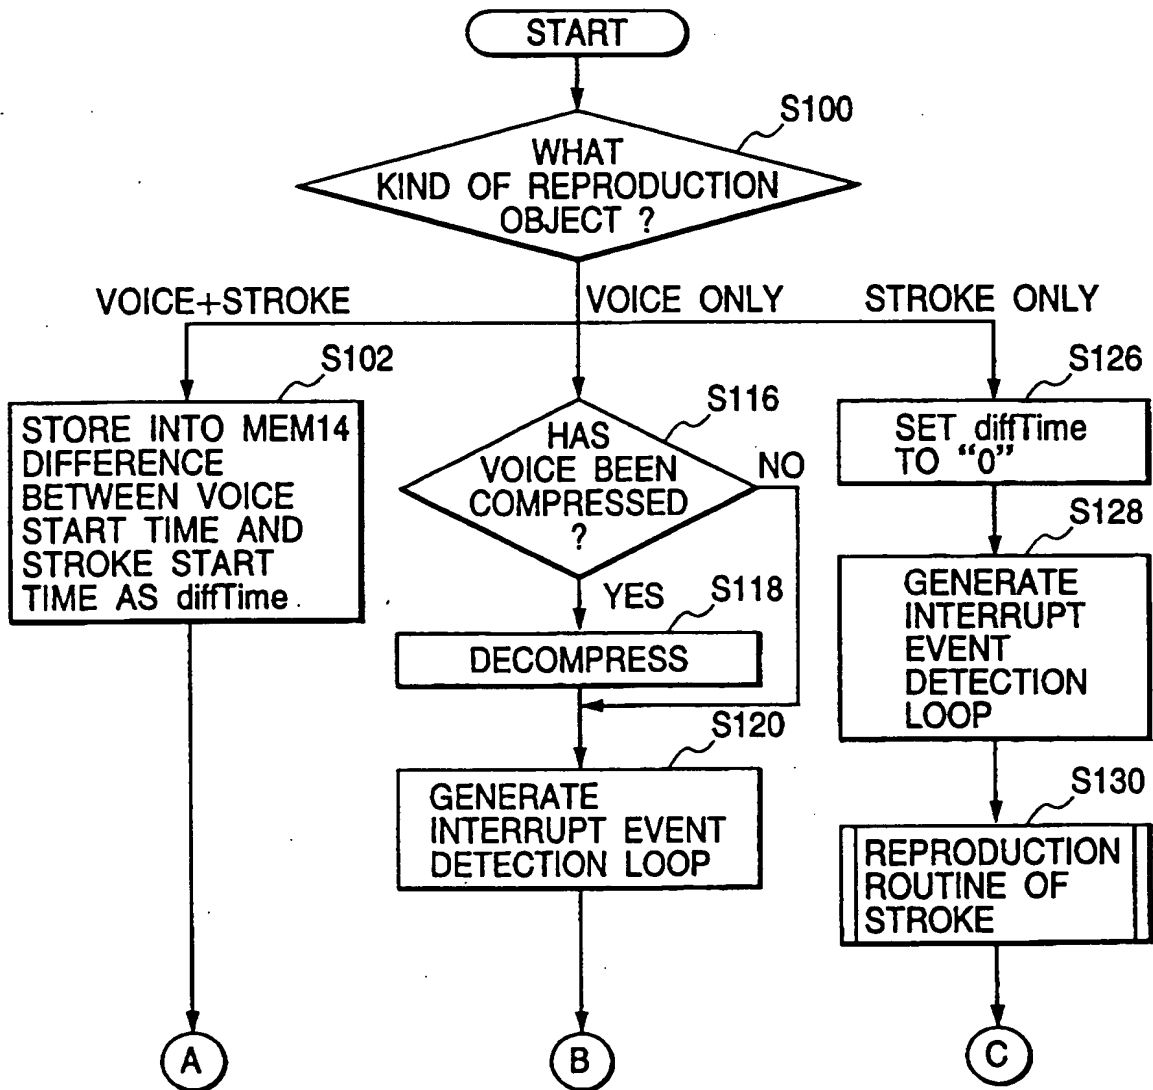 START
S100
WHAT
KIND OF REPRODUCTION
OBJECT ?
VOICE+STROKE
VOICE ONLY
STROKE ONLY
S102
STORE INTO MEM14
DIFFERENCE
BETWEEN VOICE
START TIME AND
STROKE START
TIME AS diffTime
S116
HAS
VOICE BEEN
COMPRESSED
?
NO
YES
S118
DECOMPRESS
S120
GENERATE
INTERRUPT EVENT
DETECTION LOOP
S126
SET diffTime
TO “0”
S128
GENERATE
INTERRUPT
EVENT
DETECTION
LOOP
S130
REPRODUCTION
ROUTINE OF
STROKE
A
B
C